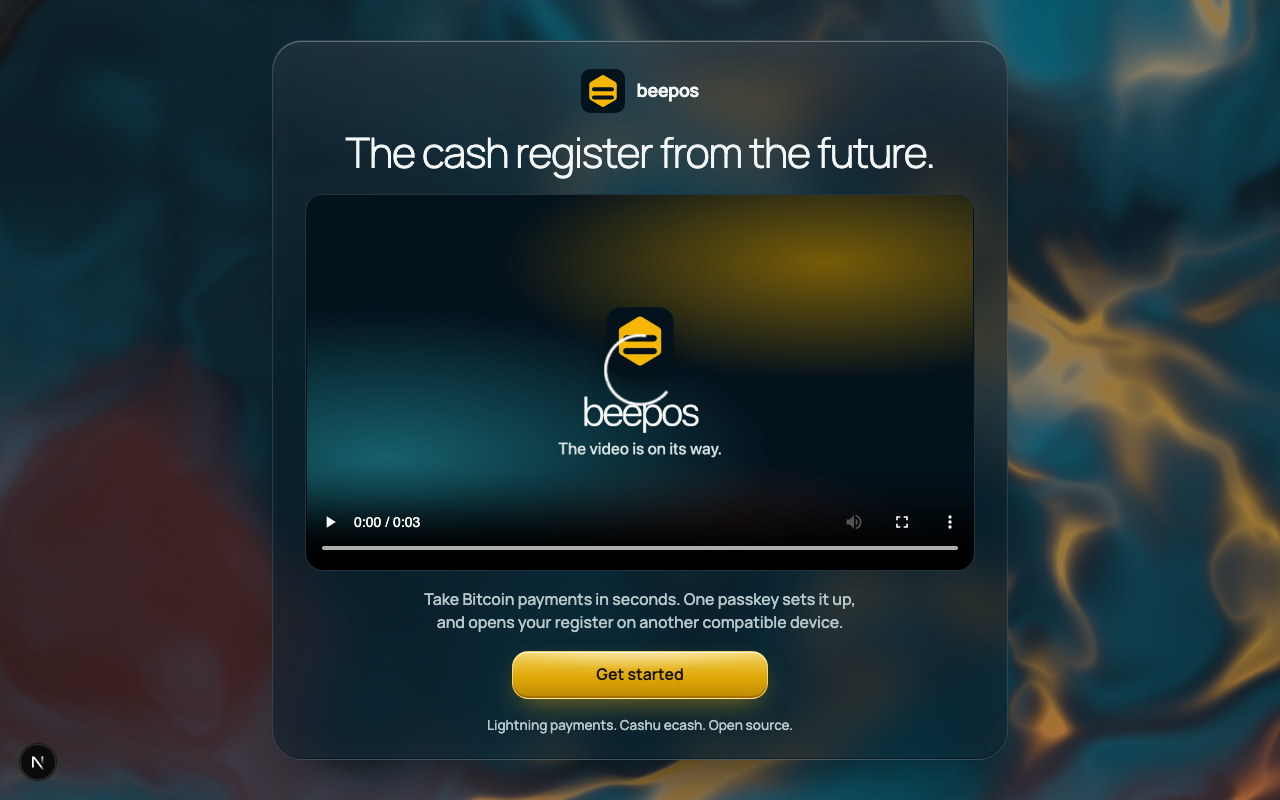 beepos
The cash register from the future.
beepos
The video is on its way.
0:00 / 0:03
Take Bitcoin payments in seconds. One passkey sets it up,
and opens your register on another compatible device.
Get started
Lightning payments. Cashu ecash. Open source.
N